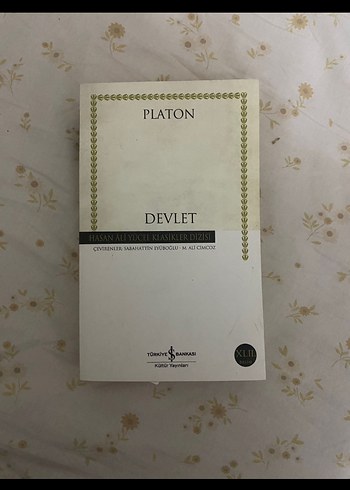 PLATON
DEVLET
HASAN ÂLİ YÜCEL KLASİKLER DİZİSİ
ÇEVİRENLER: SABAHATTİN EYÜBOĞLU - M. ALİ CİMCOZ
TÜRKİYE İŞ BANKASI
Kültür Yayınları
XLII